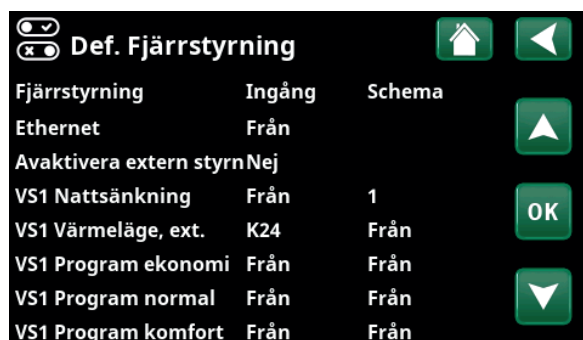 Def. Fjärrstyrning
Fjärrstyrning Ingång Schema
Ethernet Från
Avaktivera extern styrn Nej
VS1 Nattsänkning Från 1
OK
VS1 Värmeläge, ext. K24 Från
VS1 Program ekonomi Från Från
VS1 Program normal Från Från
VS1 Program komfort Från Från